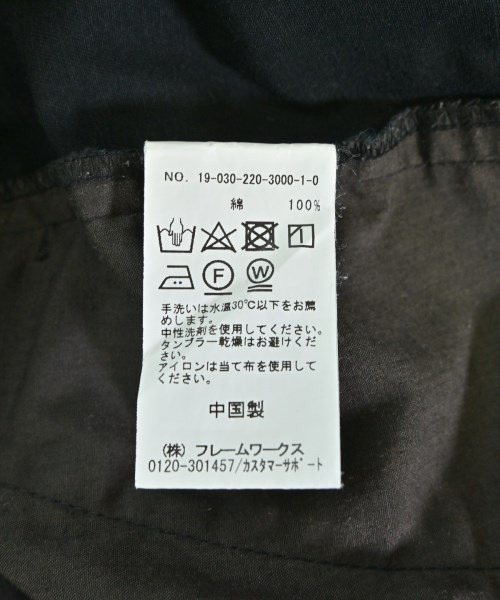 NO. 19-030-220-3000-1-0
綿 100%
F W
手洗いは水温30℃以下をお薦
めします。
中性洗剤を使用してください。
タンブラー乾燥はお避けくださ
い。
アイロンは当て布を使用して
ください。
中国製
(株) フレームワークス
0120-301457/カスタマーサポート